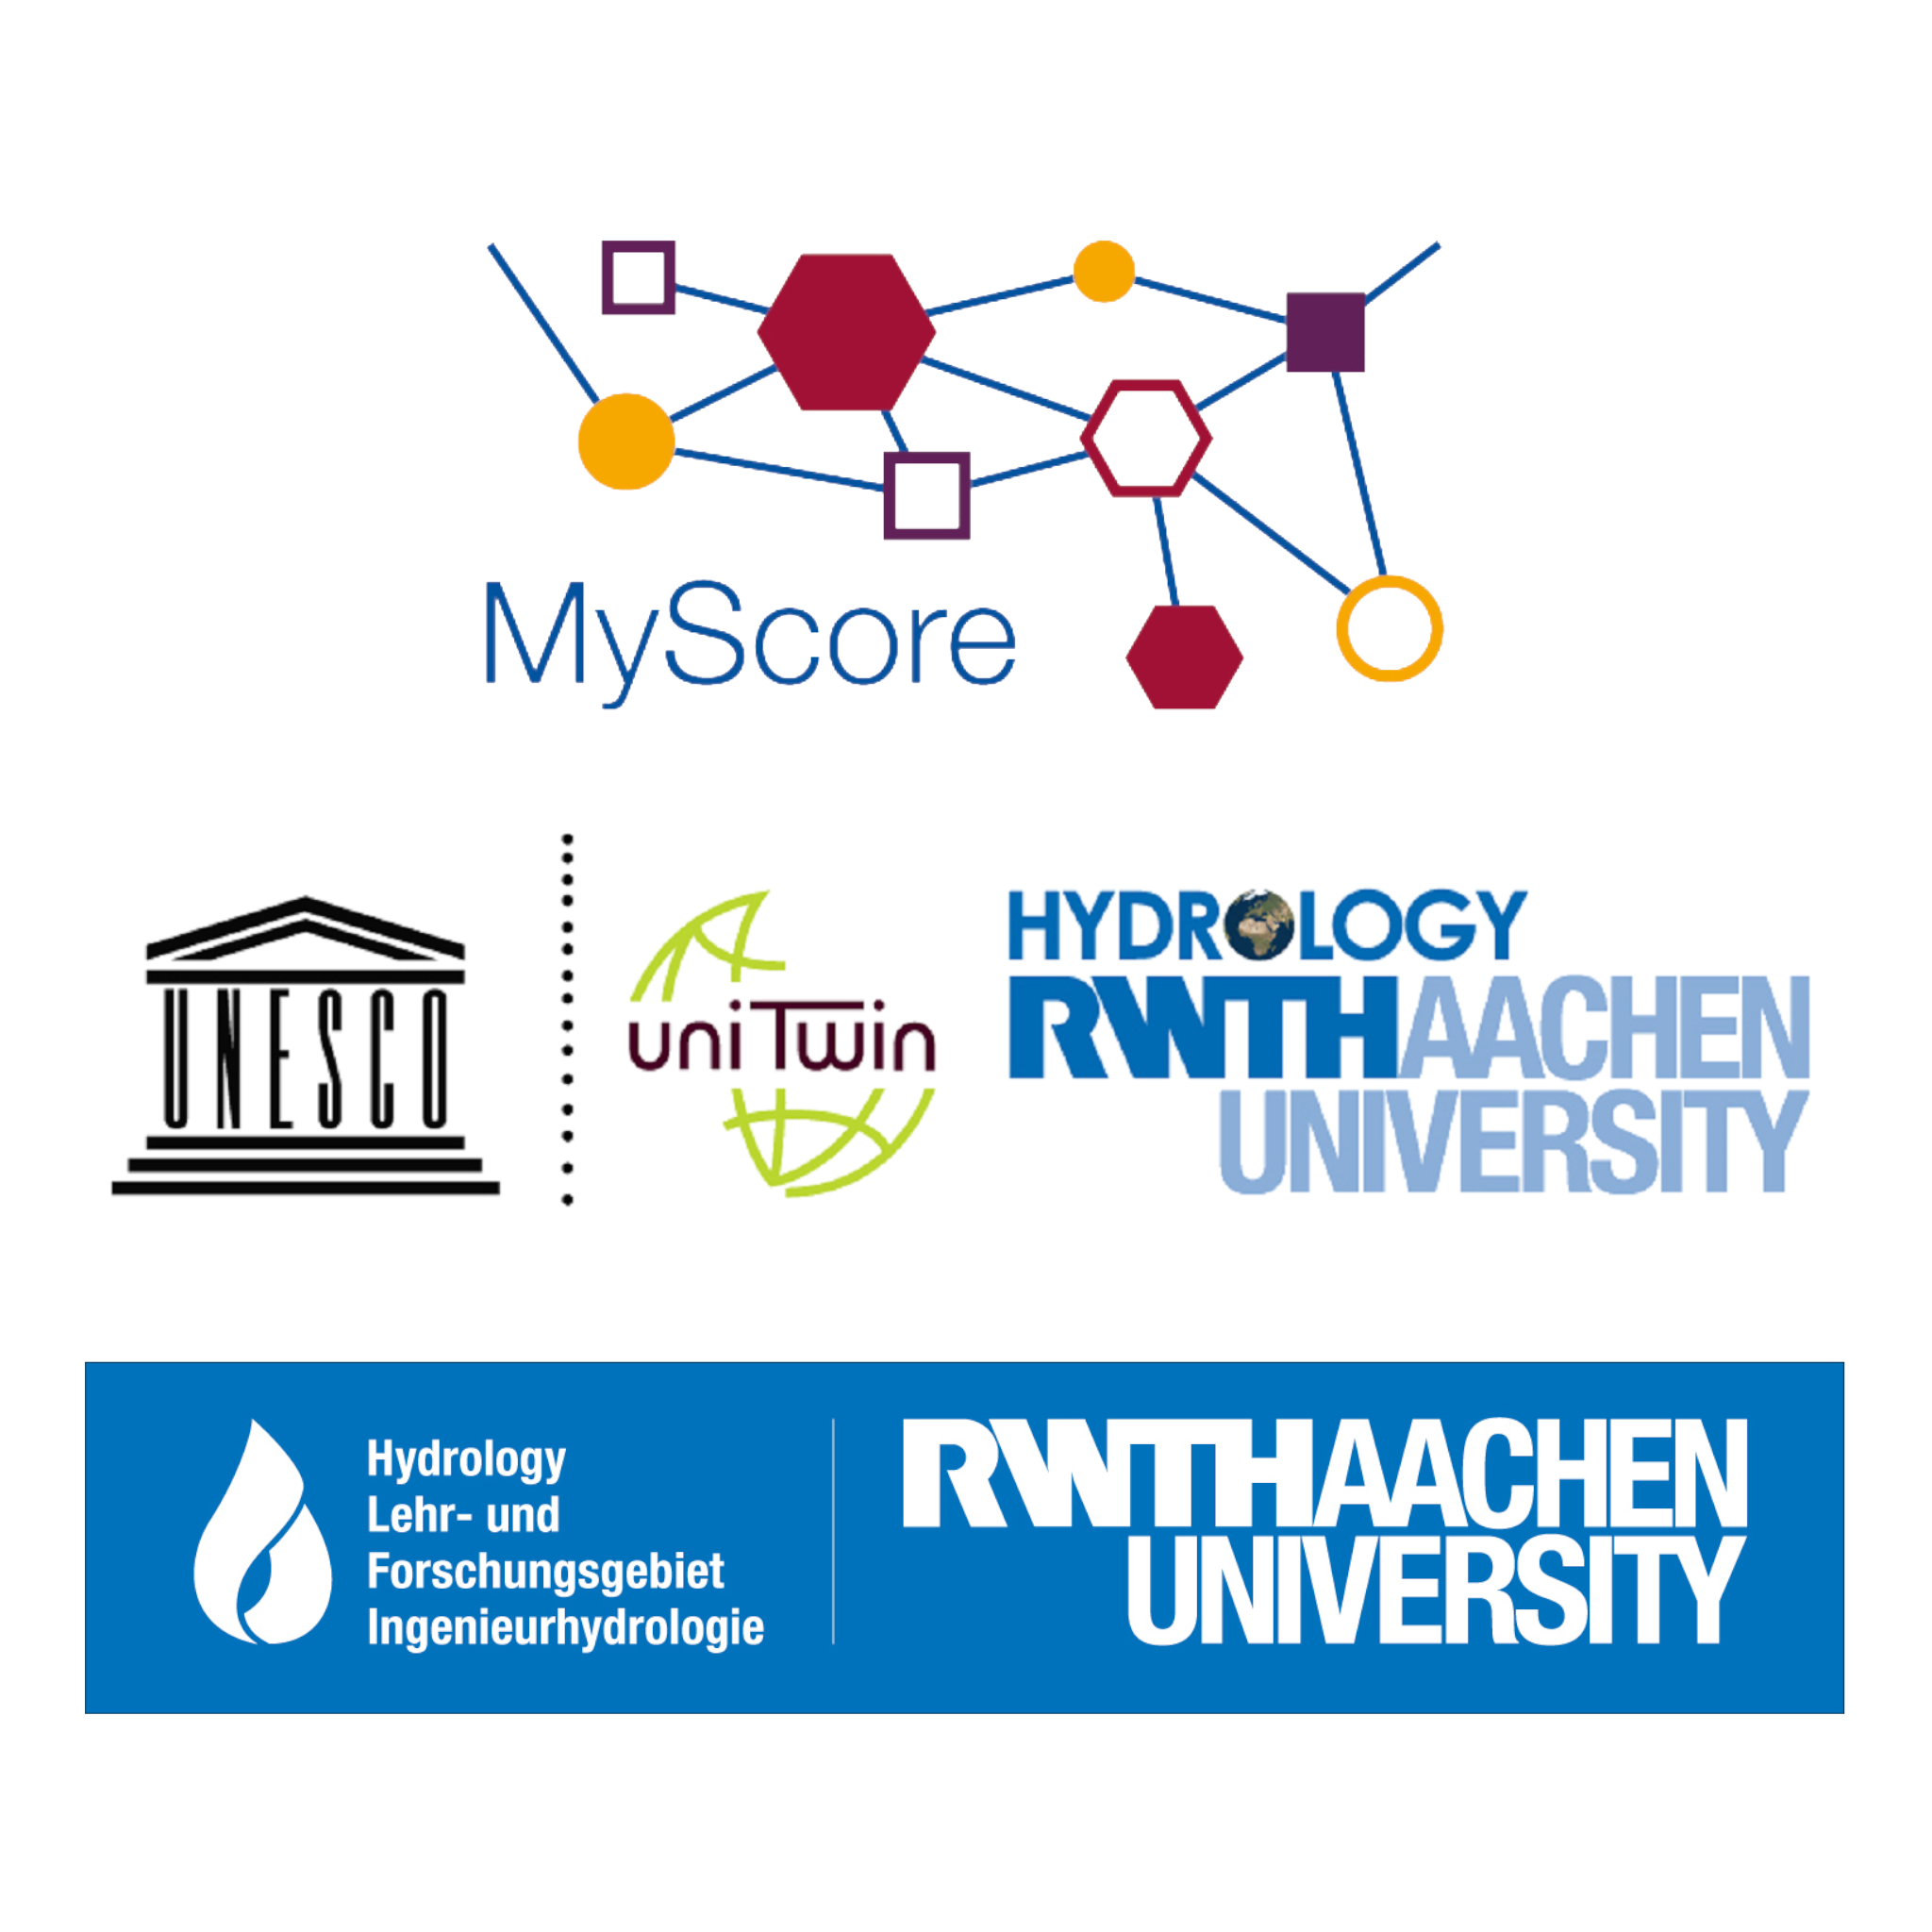 MyScore
UNESCO
uniTwin
HYDROLOGY
RWTHAACHEN
UNIVERSITY
Hydrology
Lehr- und
Forschungsgebiet
Ingenieurhydrologie
RWTHAACHEN
UNIVERSITY